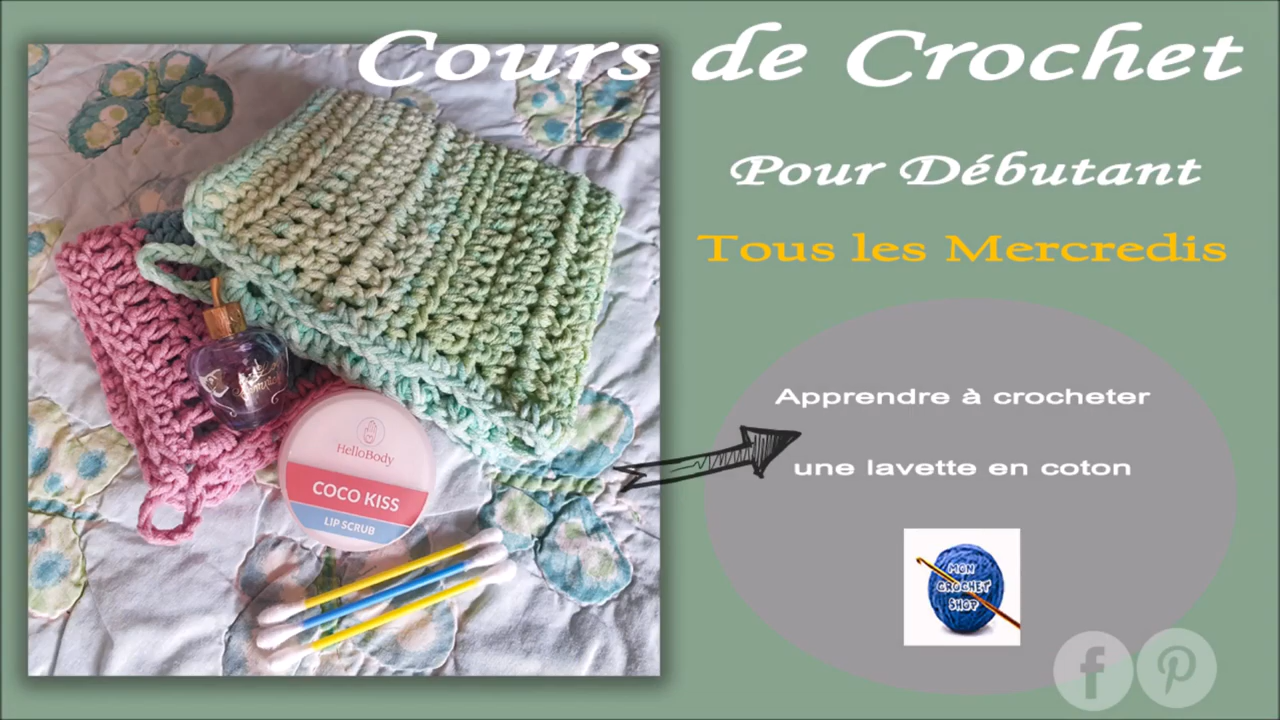 Cours de Crochet
Pour Débutant
Tous les Mercredis
Apprendre à crocheter
une lavette en coton
HelloBody
COCO KISS
LIP SCRUB
MON
CROCHET
SHOP
f